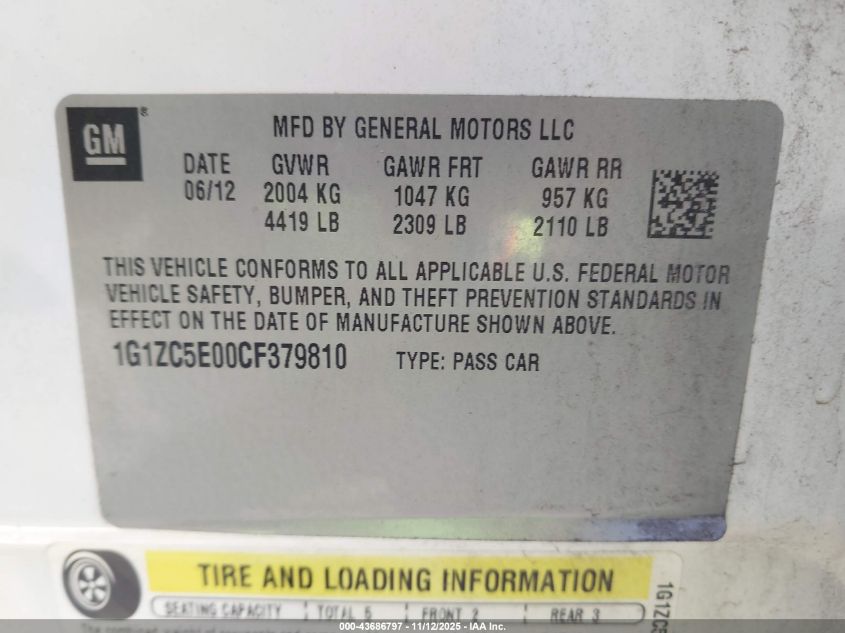 GM®
MFD BY GENERAL MOTORS LLC
DATE GVWR GAWR FRT GAWR RR
06/12 2004 KG 1047 KG 957 KG
4419 LB 2309 LB 2110 LB
THIS VEHICLE CONFORMS TO ALL APPLICABLE U.S. FEDERAL MOTOR
VEHICLE SAFETY, BUMPER, AND THEFT PREVENTION STANDARDS IN
EFFECT ON THE DATE OF MANUFACTURE SHOWN ABOVE.
1G1ZC5E00CF379810 TYPE: PASS CAR
TIRE AND LOADING INFORMATION
SEATING CAPACITY TOTAL 5 FRONT 2 REAR 3
1G1ZC5
000-43686797 - 11/12/2025 - IAA Inc.